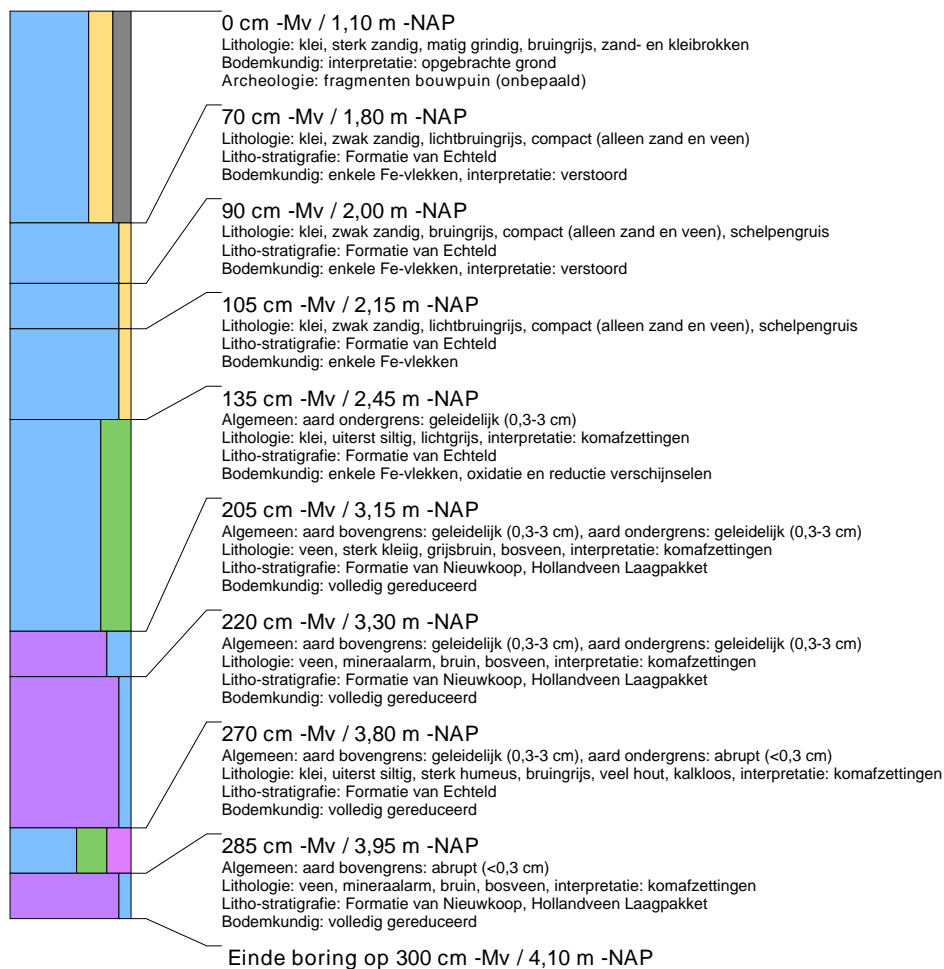 0 cm -Mv / 1,10 m -NAP
Lithologie: klei, sterk zandig, matig grindig, bruingrijs, zand- en kleibrokken
Bodemkundig: interpretatie: opgebrachte grond
Archeologie: fragmenten bouwpuin (onbepaald)
70 cm -Mv / 1,80 m -NAP
Lithologie: klei, zwak zandig, lichtbruingrijs, compact (alleen zand en veen)
Litho-stratigrafie: Formatie van Echteld
Bodemkundig: enkele Fe-vlekken, interpretatie: verstoord
90 cm -Mv / 2,00 m -NAP
Lithologie: klei, zwak zandig, bruingrijs, compact (alleen zand en veen), schelpengruis
Litho-stratigrafie: Formatie van Echteld
Bodemkundig: enkele Fe-vlekken, interpretatie: verstoord
105 cm -Mv / 2,15 m -NAP
Lithologie: klei, zwak zandig, lichtbruingrijs, compact (alleen zand en veen), schelpengruis
Litho-stratigrafie: Formatie van Echteld
Bodemkundig: enkele Fe-vlekken
135 cm -Mv / 2,45 m -NAP
Algemeen: aard ondergrens: geleidelijk (0,3-3 cm)
Lithologie: klei, uiterst siltig, lichtgrijs, interpretatie: komafzettingen
Litho-stratigrafie: Formatie van Echteld
Bodemkundig: enkele Fe-vlekken, oxidatie en reductie verschijnselen
205 cm -Mv / 3,15 m -NAP
Algemeen: aard bovengrens: geleidelijk (0,3-3 cm), aard ondergrens: geleidelijk (0,3-3 cm)
Lithologie: veen, sterk kleiig, grijsbruin, bosveen, interpretatie: komafzettingen
Litho-stratigrafie: Formatie van Nieuwkoop, Hollandveen Laagpakket
Bodemkundig: volledig gereduceerd
220 cm -Mv / 3,30 m -NAP
Algemeen: aard bovengrens: geleidelijk (0,3-3 cm), aard ondergrens: geleidelijk (0,3-3 cm)
Lithologie: veen, mineraalarm, bruin, bosveen, interpretatie: komafzettingen
Litho-stratigrafie: Formatie van Nieuwkoop, Hollandveen Laagpakket
Bodemkundig: volledig gereduceerd
270 cm -Mv / 3,80 m -NAP
Algemeen: aard bovengrens: geleidelijk (0,3-3 cm), aard ondergrens: abrupt (<0,3 cm)
Lithologie: klei, uiterst siltig, sterk humeus, bruingrijs, veel hout, kalkloos, interpretatie: komafzettingen
Litho-stratigrafie: Formatie van Echteld
Bodemkundig: volledig gereduceerd
285 cm -Mv / 3,95 m -NAP
Algemeen: aard bovengrens: abrupt (<0,3 cm)
Lithologie: veen, mineraalarm, bruin, bosveen, interpretatie: komafzettingen
Litho-stratigrafie: Formatie van Nieuwkoop, Hollandveen Laagpakket
Bodemkundig: volledig gereduceerd
Einde boring op 300 cm -Mv / 4,10 m -NAP